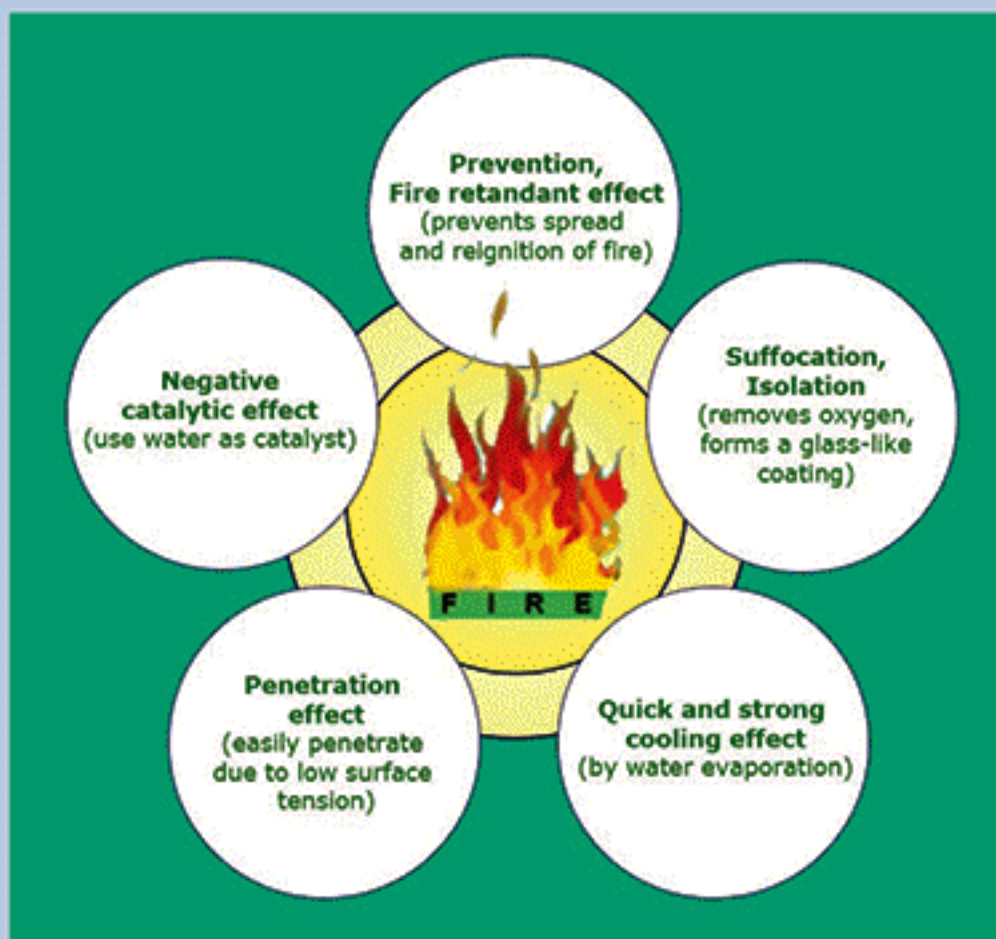 Prevention,
Fire retandant effect
(prevents spread
and reignition of fire)
Suffocation,
Isolation
(removes oxygen,
forms a glass-like
coating)
Quick and strong
cooling effect
(by water evaporation)
Penetration
effect
(easily penetrate
due to low surface
tension)
Negative
catalytic effect
(use water as catalyst)
FIRE